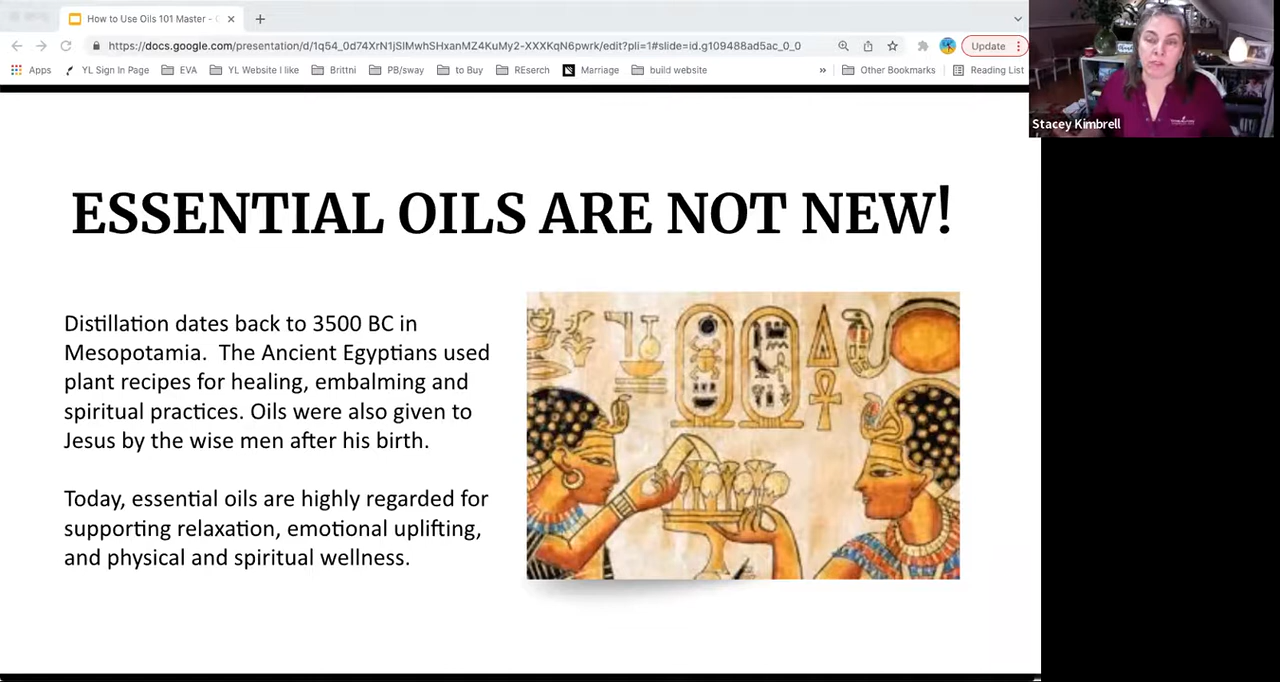 How to Use Oils 101 Master -
https://docs.google.com/presentation/d/1q54_0d74XrN1jSIMwhSHxanMZ4KuMy2-XXXKqN6pwrk/edit?pli=1#slide=id.g109488ad5ac_0_0
Update
Apps YL Sign In Page EVA YL Website I like Brittni PB/sway to Buy REserch Marriage build website » Other Bookmarks Reading List
Stacey Kimbrell
ESSENTIAL OILS ARE NOT NEW!
Distillation dates back to 3500 BC in
Mesopotamia. The Ancient Egyptians used
plant recipes for healing, embalming and
spiritual practices. Oils were also given to
Jesus by the wise men after his birth.
Today, essential oils are highly regarded for
supporting relaxation, emotional uplifting,
and physical and spiritual wellness.